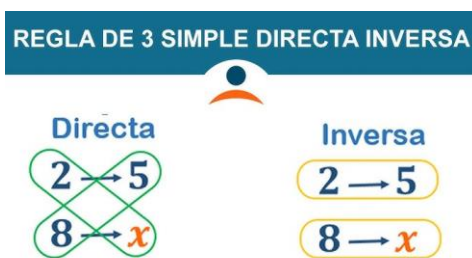 REGLA DE 3 SIMPLE DIRECTA INVERSA
Directa
2 → 5
8 → x
Inversa
2 → 5
8 → x